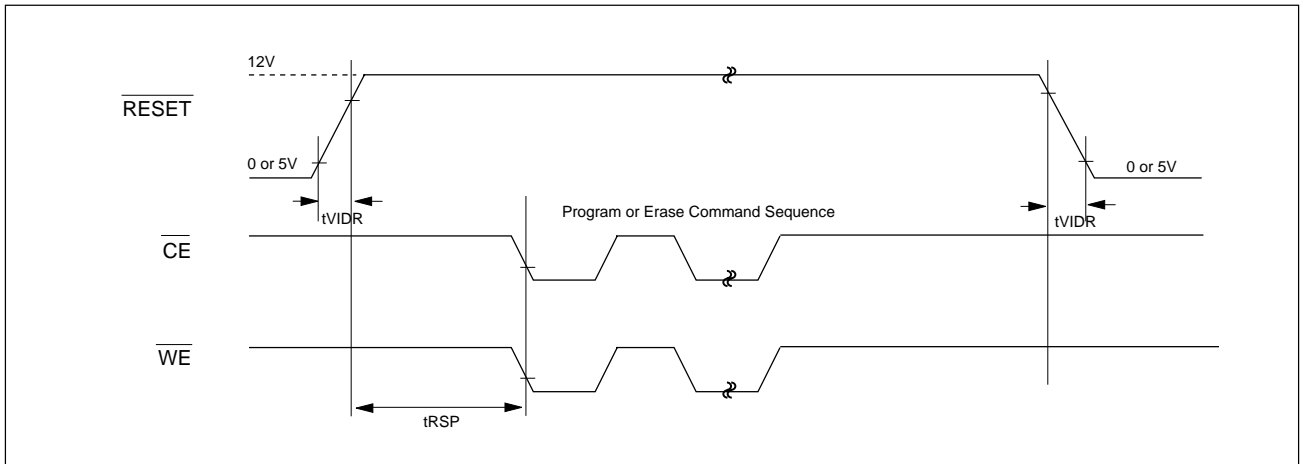 12V
RESET
0 or 5V
0 or 5V
tVIDR
Program or Erase Command Sequence
tVIDR
CE
WE
tRSP